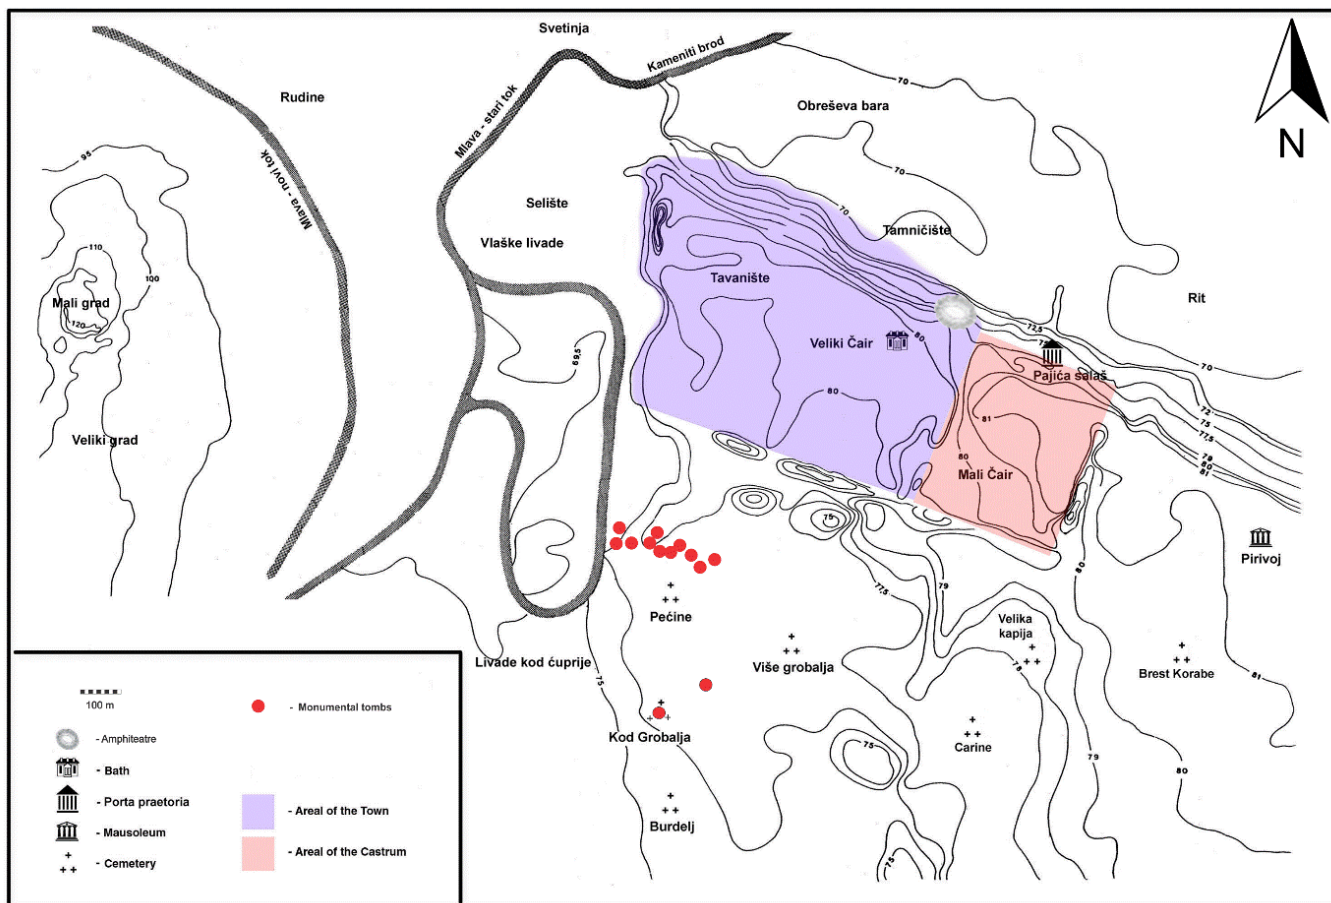 Svetinja
Kameniti brod
70
Rudine
Mlava - stari tok
Obreševa bara
N
95
Mlava - novi tok
70
Selište
70
Tamničište
Vlaške livade
110
Tavanište
100
Mali grad
Rit
120
72,5
80
Veliki Čair
69,5
70
Pajića salaš
80
72
81
75
77,5
Veliki grad
79
80
81
80
Mali Čair
75
Pirivoj
80
77,5
79
Pećine
Velika
kapija
Livade kod ćuprije
Više grobalja
78
Brest Korabe
75
81
Kod Grobalja
Carine
75
79
80
Burdelj
75
100 m
- Monumental tombs
- Amphiteatre
- Bath
- Porta praetoria
- Mausoleum
- Cemetery
- Areal of the Town
- Areal of the Castrum